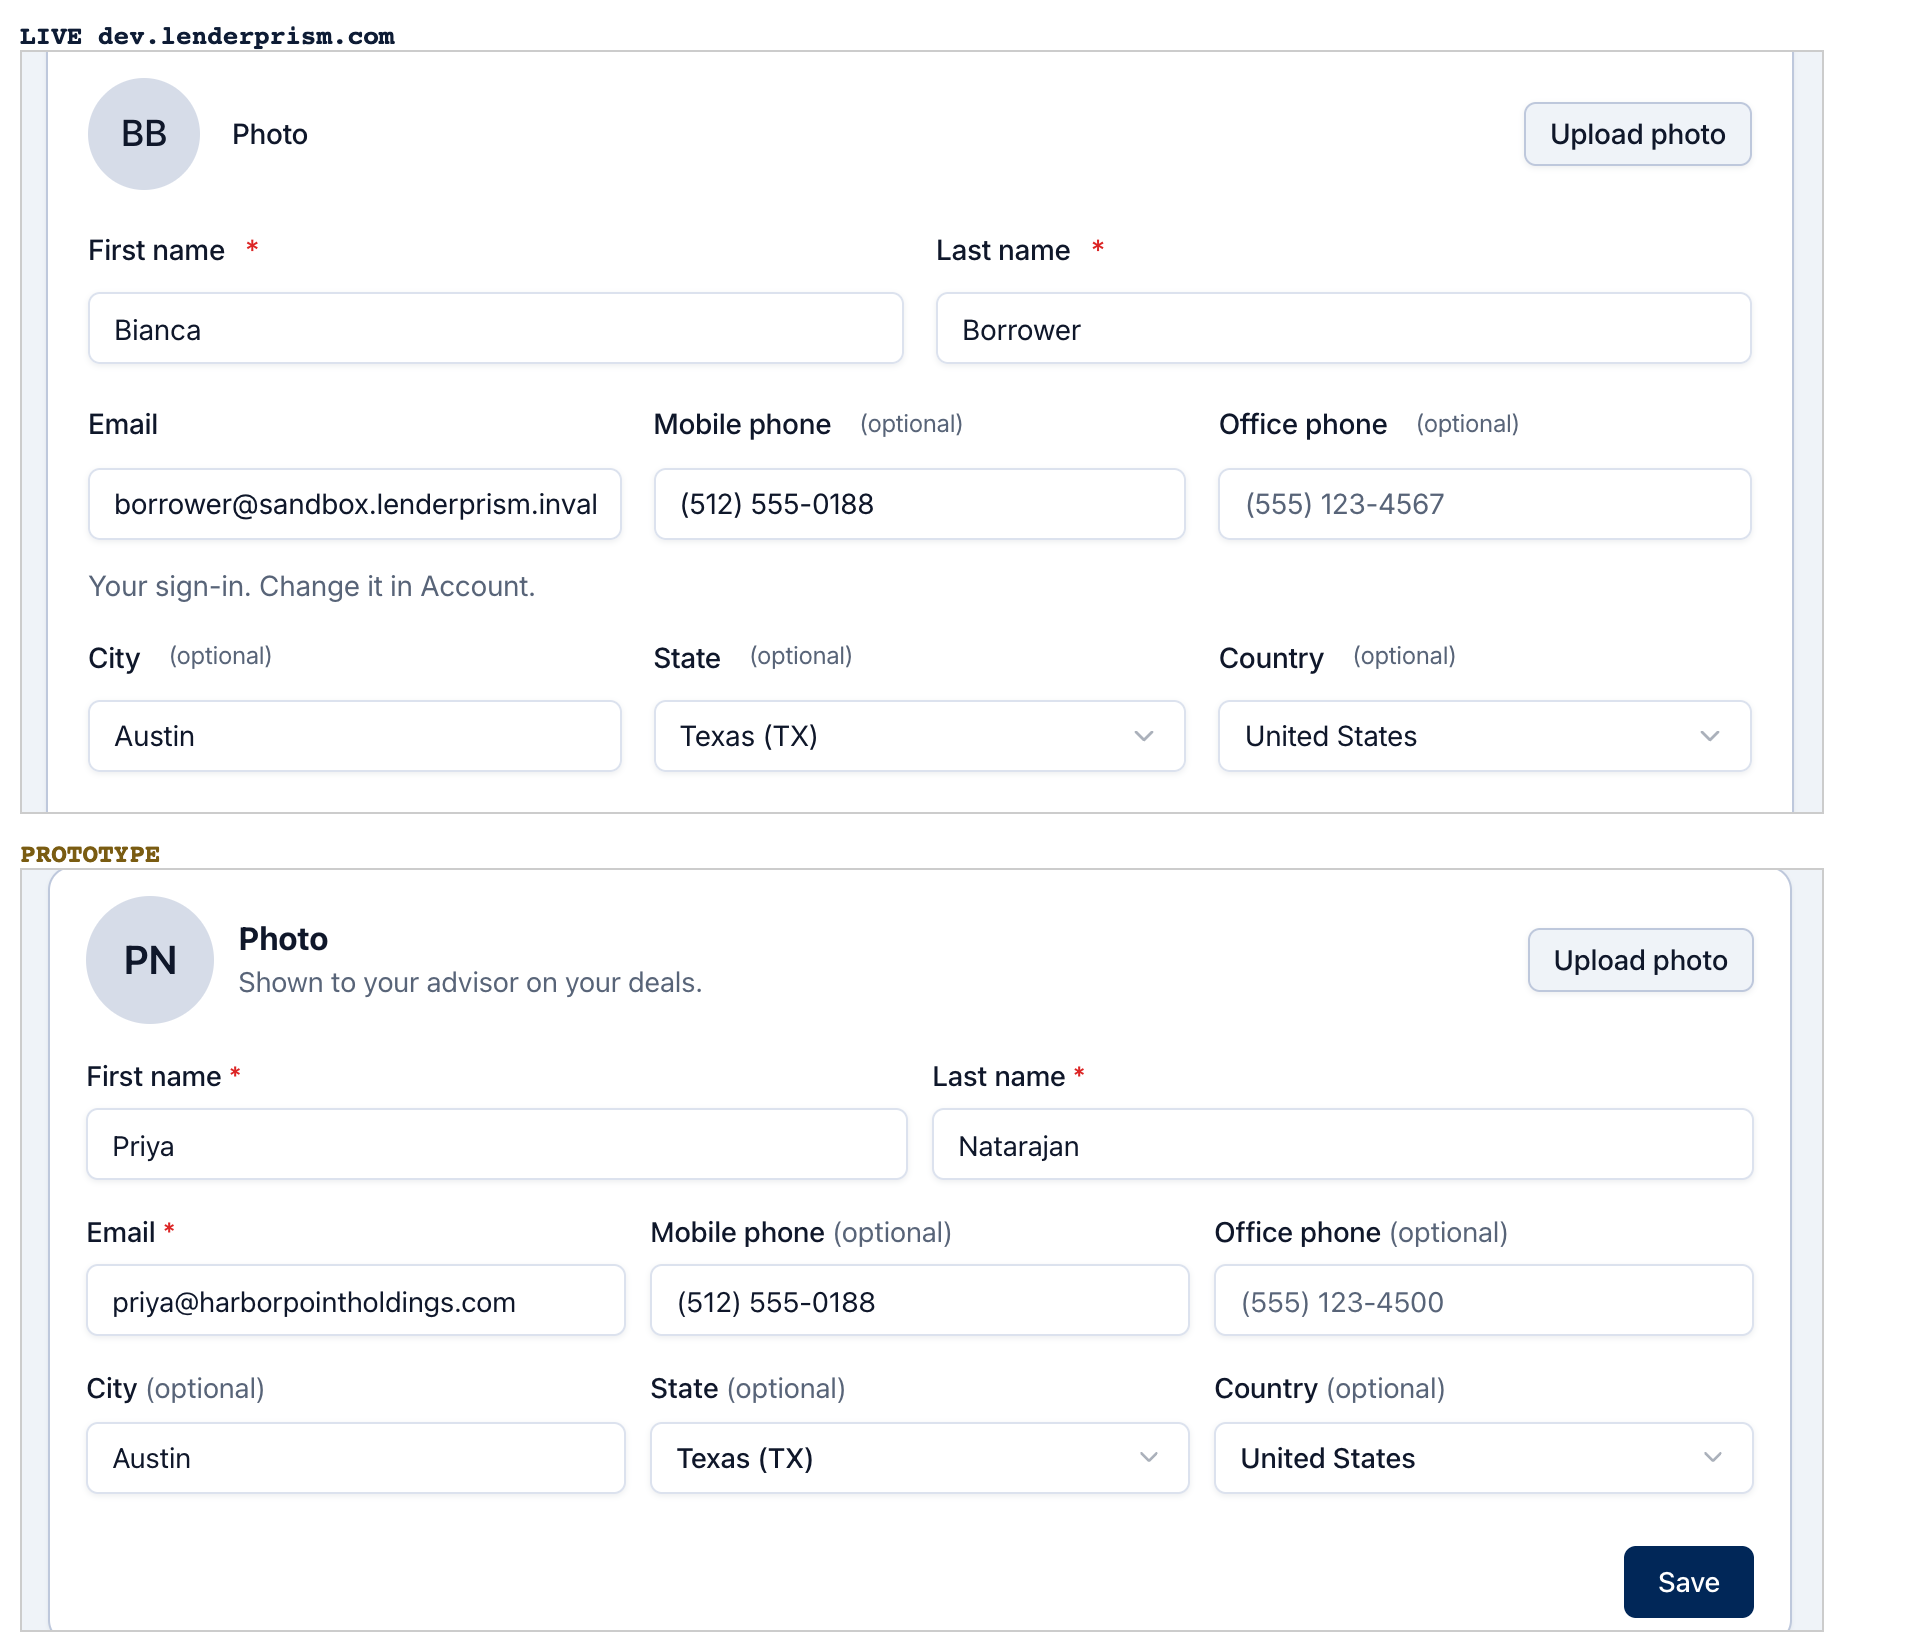 LIVE dev.lenderprism.com
BB Photo Upload photo
First name * Last name *
Bianca Borrower
Email Mobile phone (optional) Office phone (optional)
borrower@sandbox.lenderprism.inval (512) 555-0188 (555) 123-4567
Your sign-in. Change it in Account.
City (optional) State (optional) Country (optional)
Austin Texas (TX) United States
PROTOTYPE
PN Photo Upload photo
Shown to your advisor on your deals.
First name * Last name *
Priya Natarajan
Email * Mobile phone (optional) Office phone (optional)
priya@harborpointholdings.com (512) 555-0188 (555) 123-4500
City (optional) State (optional) Country (optional)
Austin Texas (TX) United States
Save